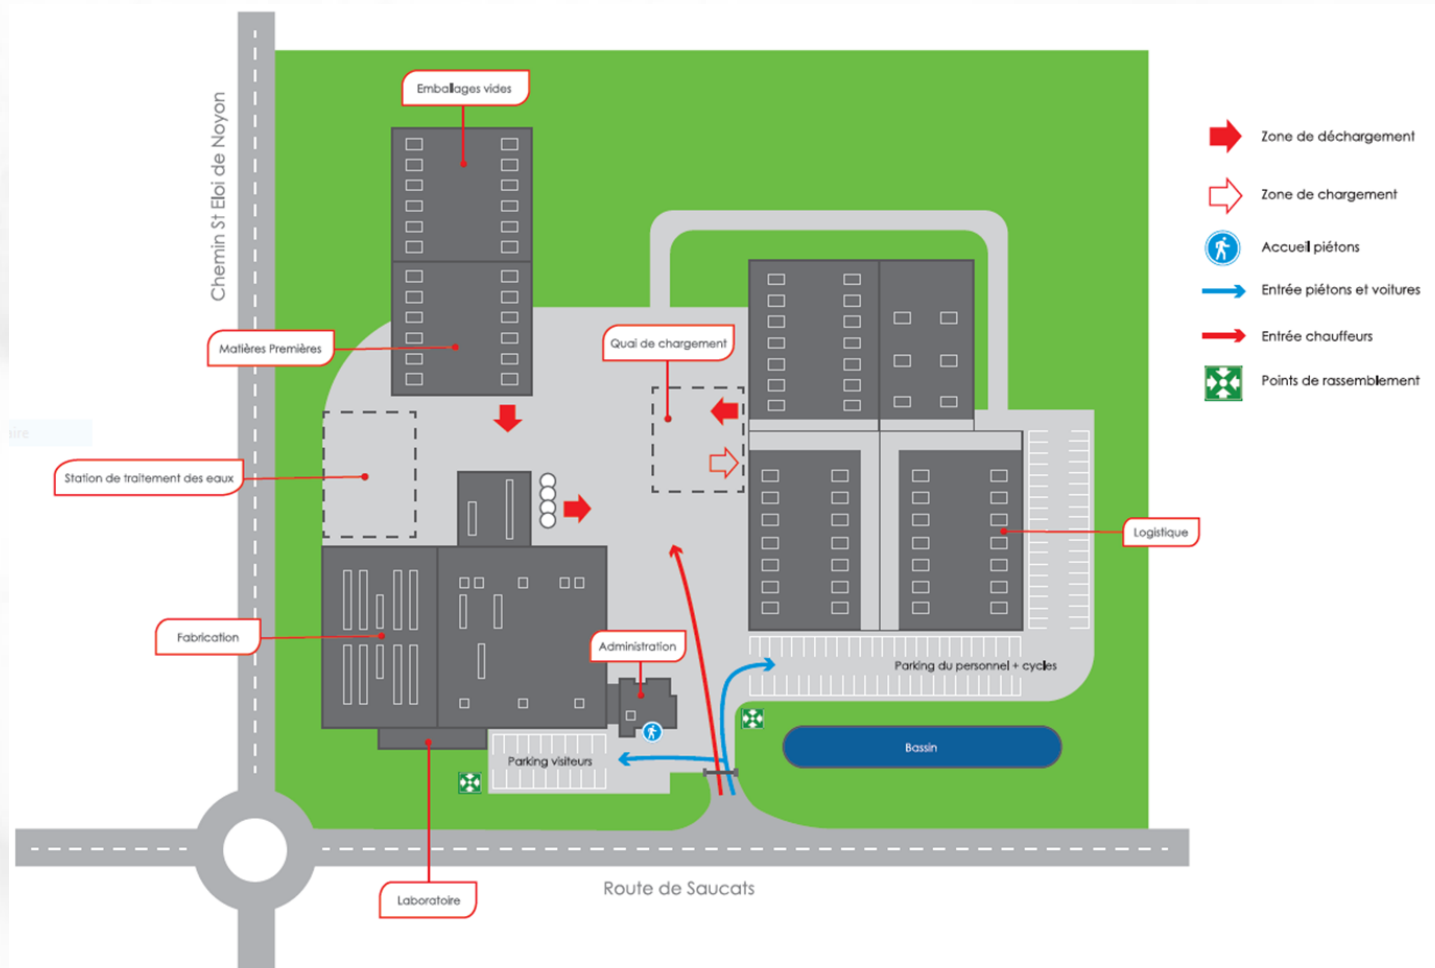 Emballages vides
Chemin St Eloi de Noyon
Zone de déchargement
Zone de chargement
Accueil piétons
Entrée piétons et voitures
Entrée chauffeurs
Points de rassemblement
Matières Premières
Quai de chargement
aire
Station de traitement des eaux
Logistique
Fabrication
Administration
Parking du personnel + cycles
Parking visiteurs
Bassin
Laboratoire
Route de Saucats